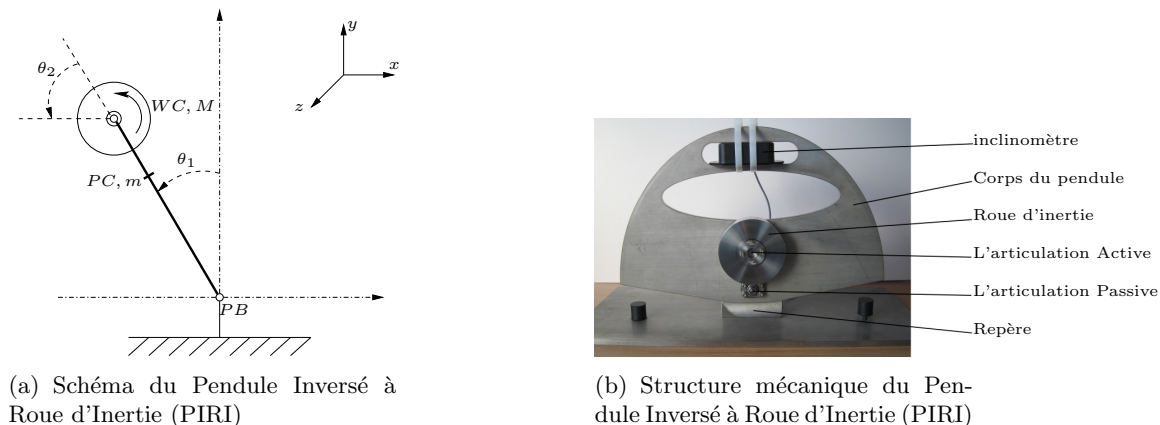 y
x
z
θ2
WC, M
θ1
PC, m
PB
(a) Schéma du Pendule Inversé à
Roue d'Inertie (PIRI)
inclinomètre
Corps du pendule
Roue d'inertie
L'articulation Active
L'articulation Passive
Repère
(b) Structure mécanique du Pen-
dule Inversé à Roue d'Inertie (PIRI)